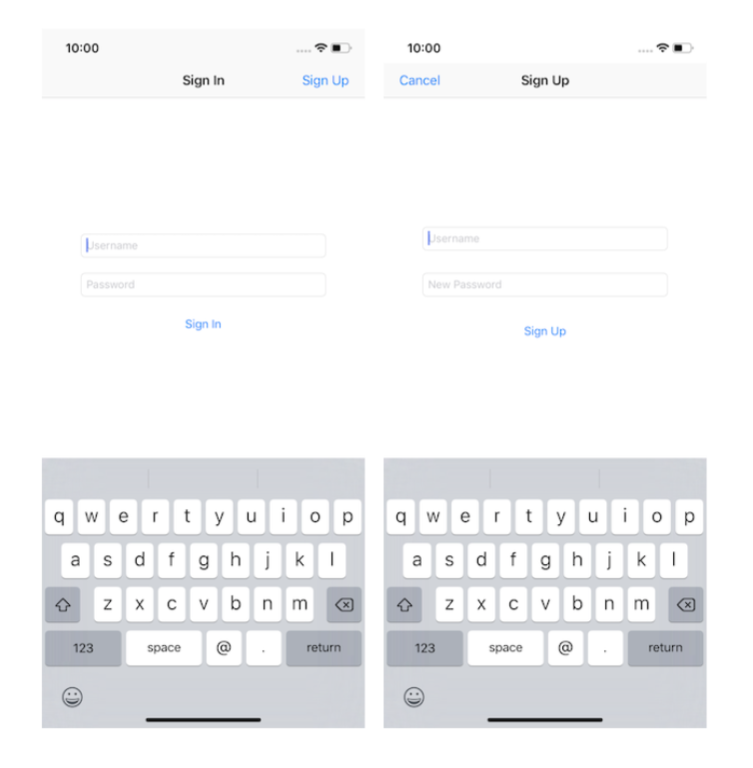 10:00
Sign In
Sign Up
Username
Password
Sign In
q w e r t y u i o p
a s d f g h j k l
z x c v b n m
123 space @ . return
10:00
Cancel
Sign Up
Username
New Password
Sign Up
q w e r t y u i o p
a s d f g h j k l
z x c v b n m
123 space @ . return